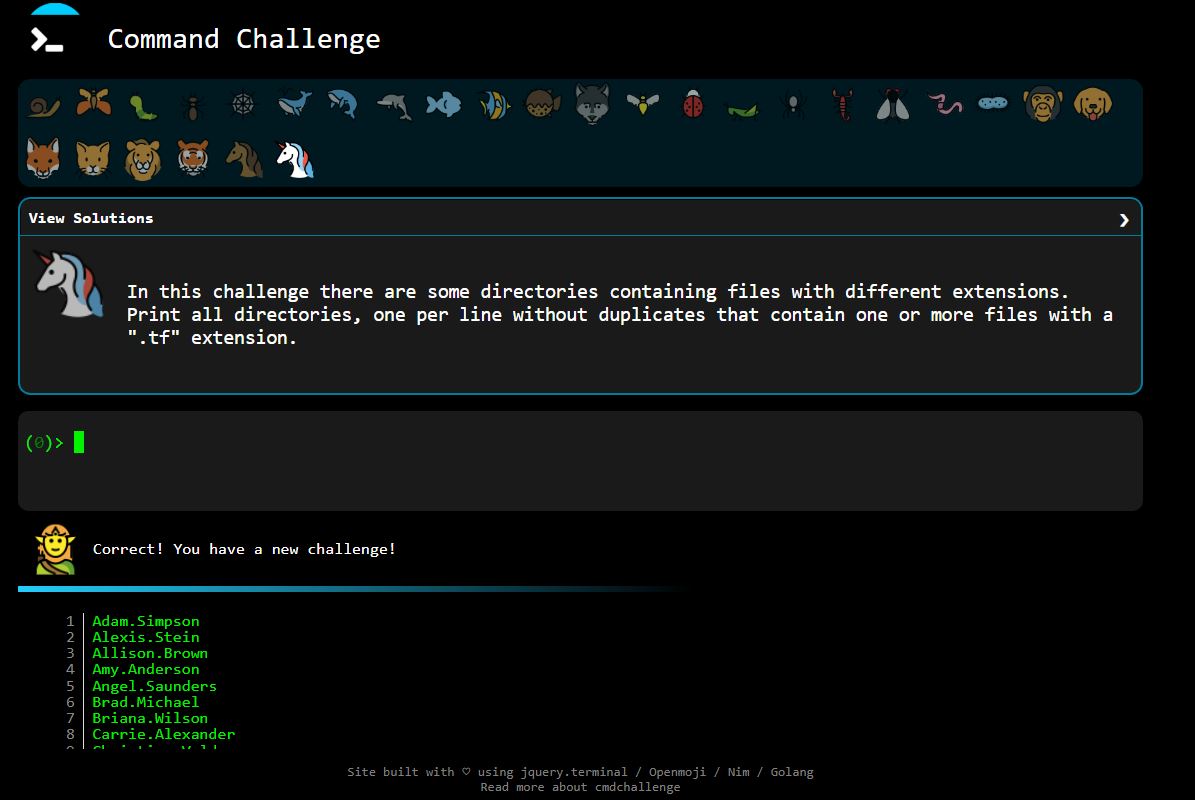 Command Challenge
View Solutions
In this challenge there are some directories containing files with different extensions.
Print all directories, one per line without duplicates that contain one or more files with a
".tf" extension.
(0)>
Correct! You have a new challenge!
1 Adam.Simpson
2 Alexis.Stein
3 Allison.Brown
4 Amy.Anderson
5 Angel.Saunders
6 Brad.Michael
7 Briana.Wilson
8 Carrie.Alexander
Site built with ♡ using jquery.terminal / Openmoji / Nim / Golang
Read more about cmdchallenge